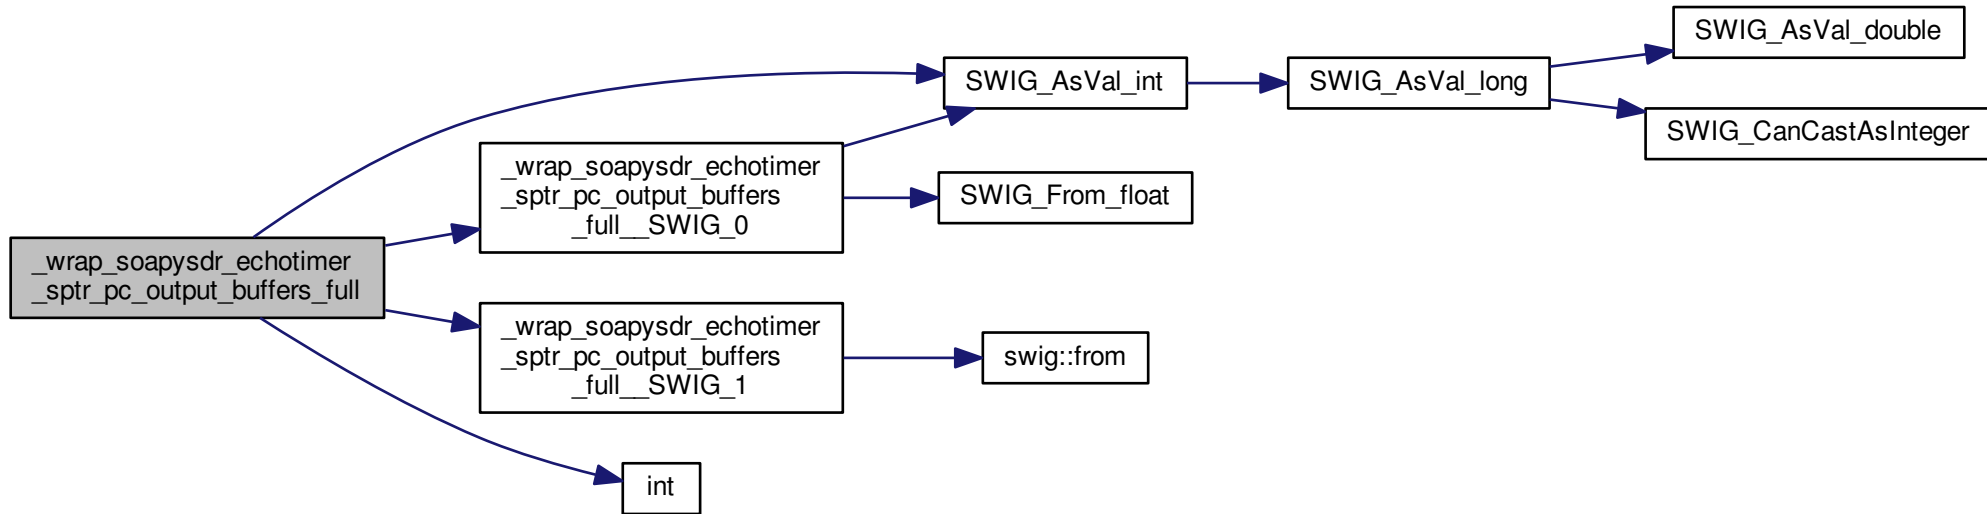 _wrap_soapysdr_echotimer
_sptr_pc_output_buffers_full
_wrap_soapysdr_echotimer
_sptr_pc_output_buffers
_full__SWIG_0
_wrap_soapysdr_echotimer
_sptr_pc_output_buffers
_full__SWIG_1
int
SWIG_AsVal_int
SWIG_From_float
swig::from
SWIG_AsVal_long
SWIG_AsVal_double
SWIG_CanCastAsInteger